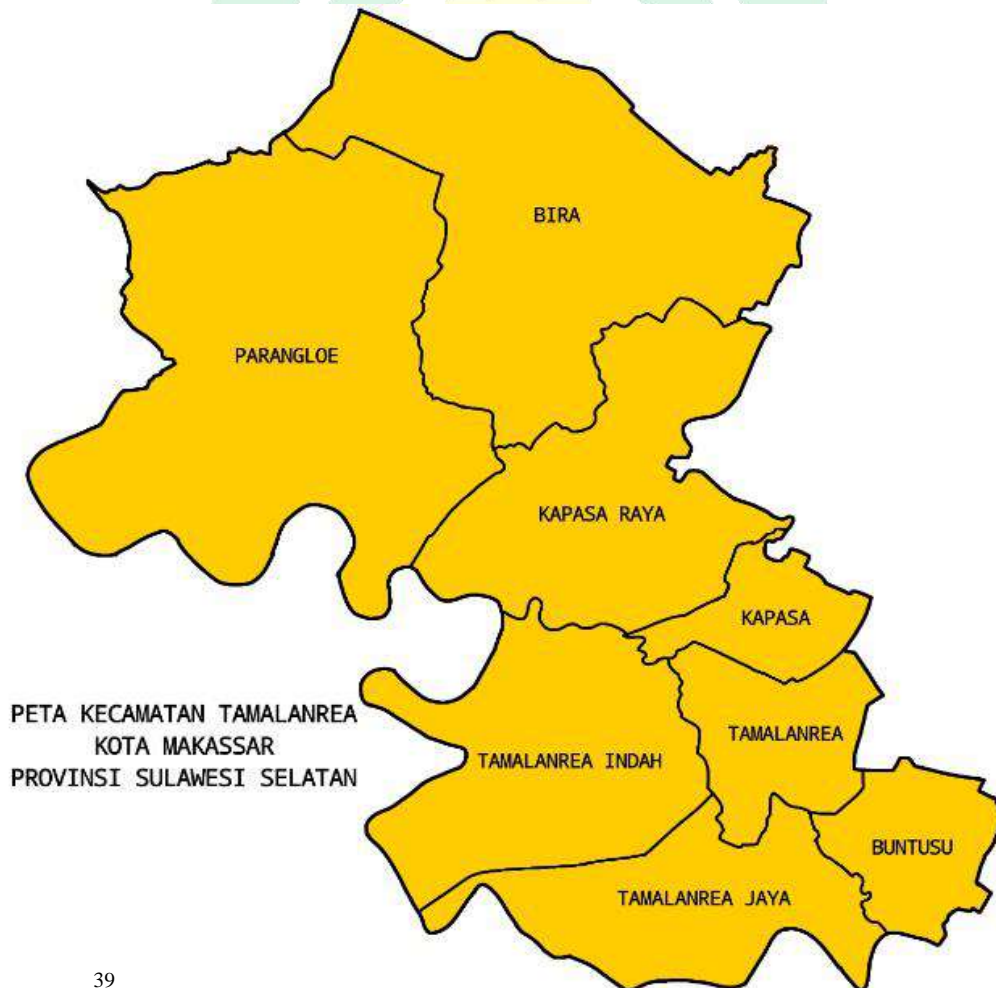 BIRA
PARANGLOE
KAPASA RAYA
KAPASA
PETA KECAMATAN TAMALANREA
KOTA MAKASSAR
PROVINSI SULAWESI SELATAN
TAMALANREA
TAMALANREA INDAH
BUNTUSU
TAMALANREA JAYA
39